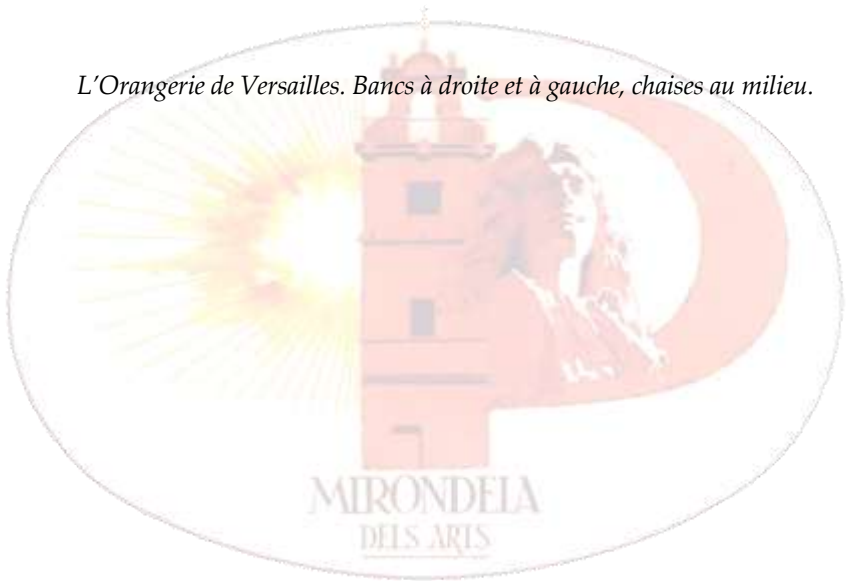 L’Orangerie de Versailles. Bancs à droite et à gauche, chaises au milieu.
MIRONDELA
DELS ARTS